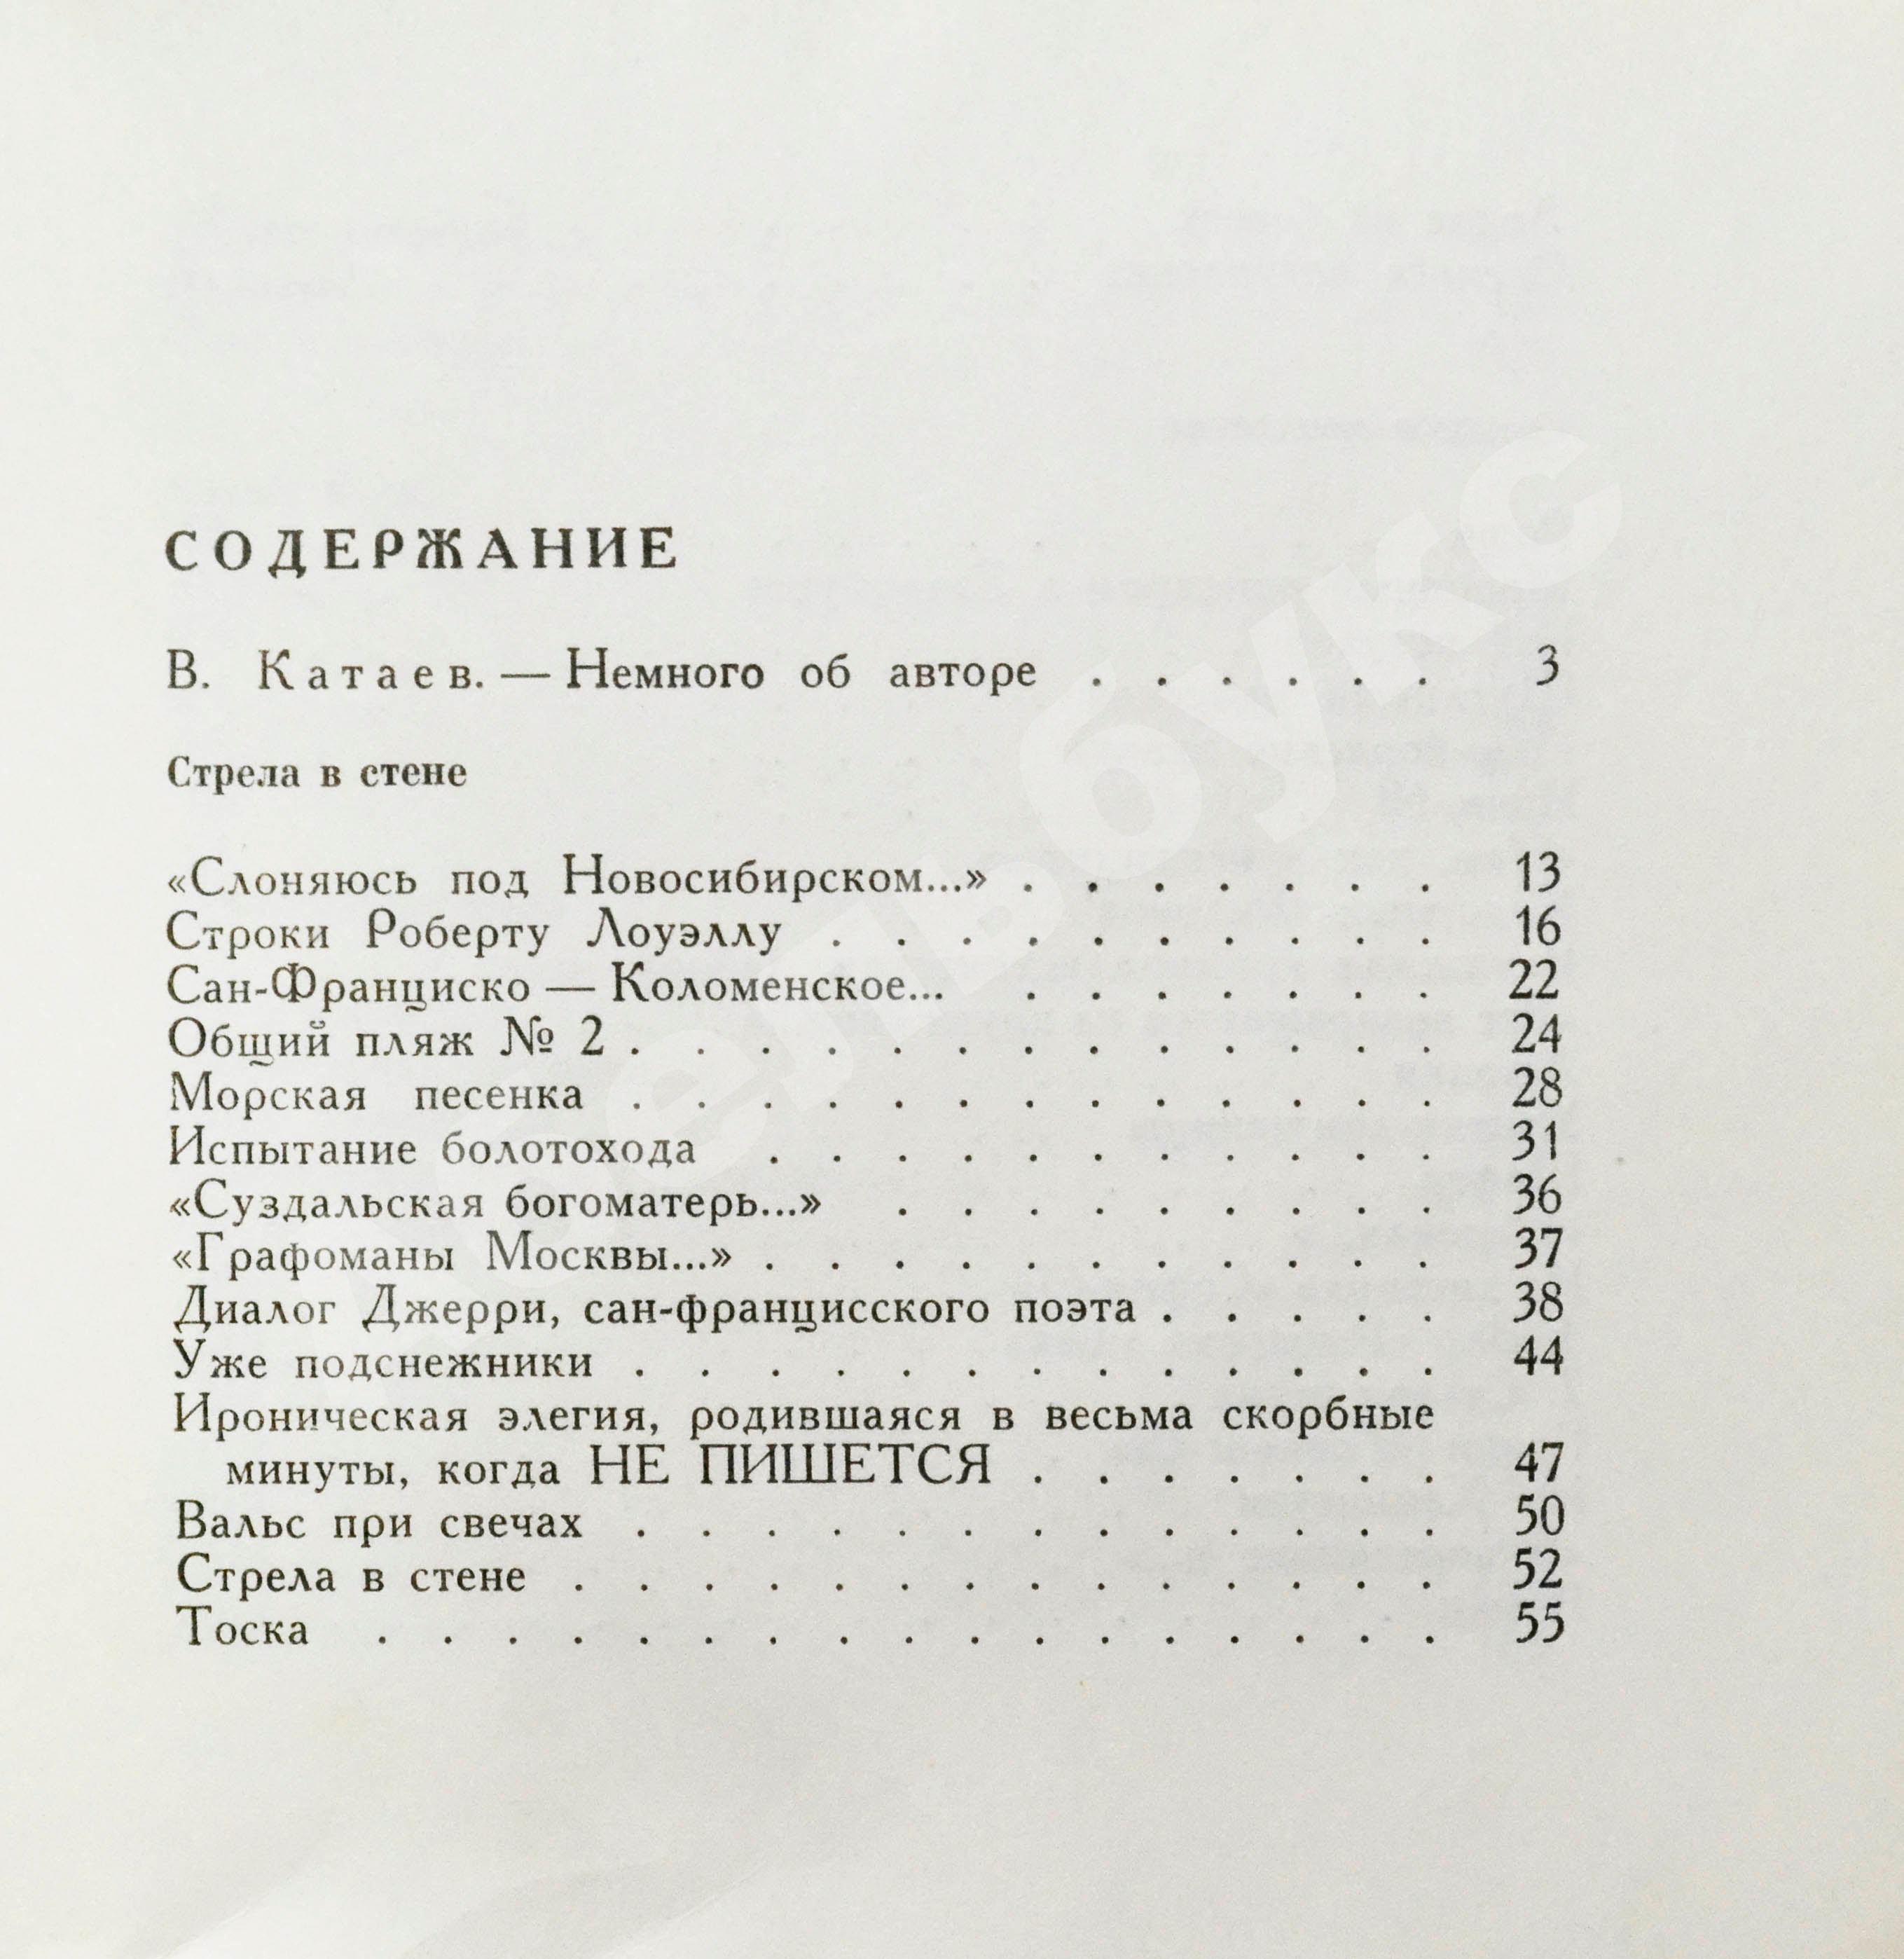 СОДЕРЖАНИЕ
В. Катаев. — Немного об авторе . . . . . . 3
Стрела в стене
«Слоняюсь под Новосибирском...» . . . . . . . 13
Строки Роберту Лоуэллу . . . . . . . . . . 16
Сан-Франциско — Коломенское... . . . . . . . 22
Общий пляж № 2 . . . . . . . . . . . . . 24
Морская песенка . . . . . . . . . . . . . 28
Испытание болотохода . . . . . . . . . . . 31
«Суздальская богоматерь...» . . . . . . . . . 36
«Графоманы Москвы...» . . . . . . . . . . . 37
Диалог Джерри, сан-францисского поэта . . . . . 38
Уже подснежники . . . . . . . . . . . . . 44
Ироническая элегия, родившаяся в весьма скорбные
минуты, когда НЕ ПИШЕТСЯ . . . . . . . 47
Вальс при свечах . . . . . . . . . . . . . 50
Стрела в стене . . . . . . . . . . . . . . 52
Тоска . . . . . . . . . . . . . . . . . 55